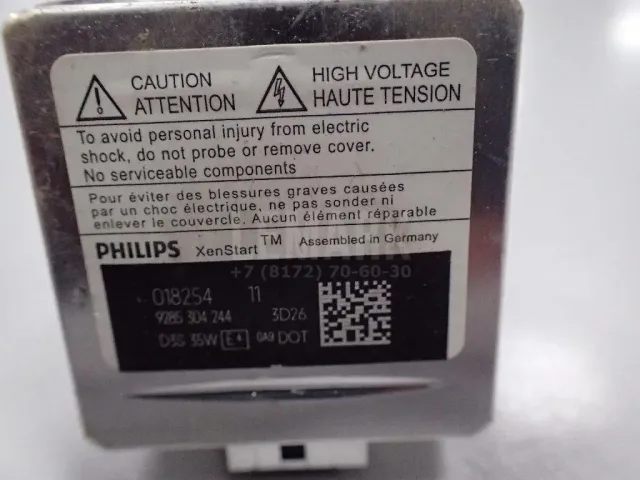 CAUTION
ATTENTION
HIGH VOLTAGE
HAUTE TENSION
To avoid personal injury from electric
shock, do not probe or remove cover.
No serviceable components
Pour éviter des blessures graves causées
par un choc électrique, ne pas sonder ni
enlever le couvercle. Aucun élément réparable
PHILIPS XenStart™ Assembled in Germany
+7 (8172) 70-60-30
018254 11
9285 304 244 3D26
D3S 35W E4 0A9 DOT